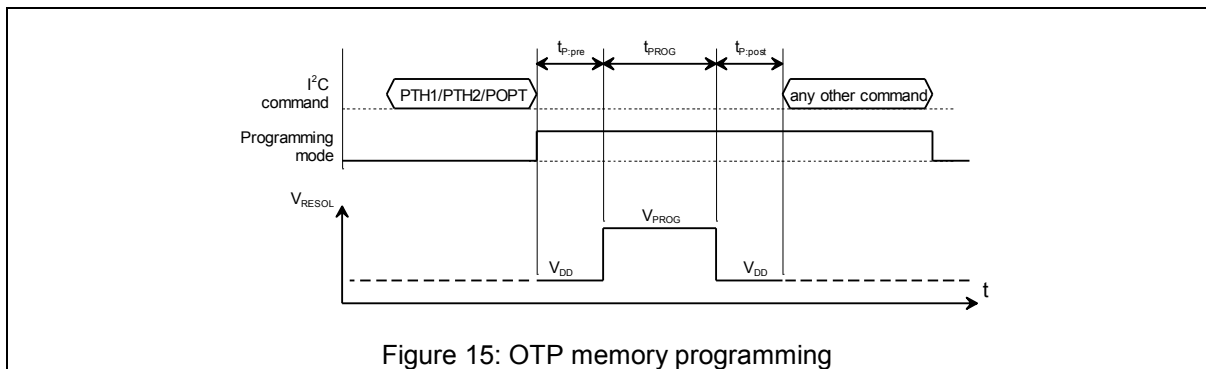 tP:pre tPROG tP:post
I²C
command
PTH1/PTH2/POPT any other command
Programming
mode
VRESOL
VPROG
VDD VDD
t
Figure 15: OTP memory programming